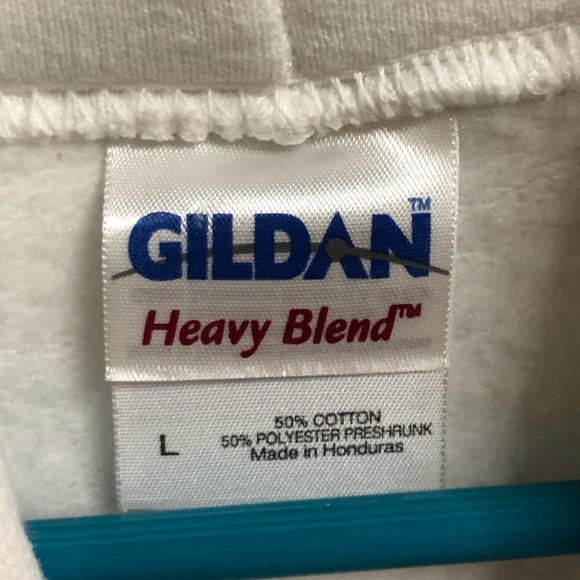 GILDAN™
Heavy Blend™
L
50% COTTON
50% POLYESTER PRESHRUNK
Made in Honduras